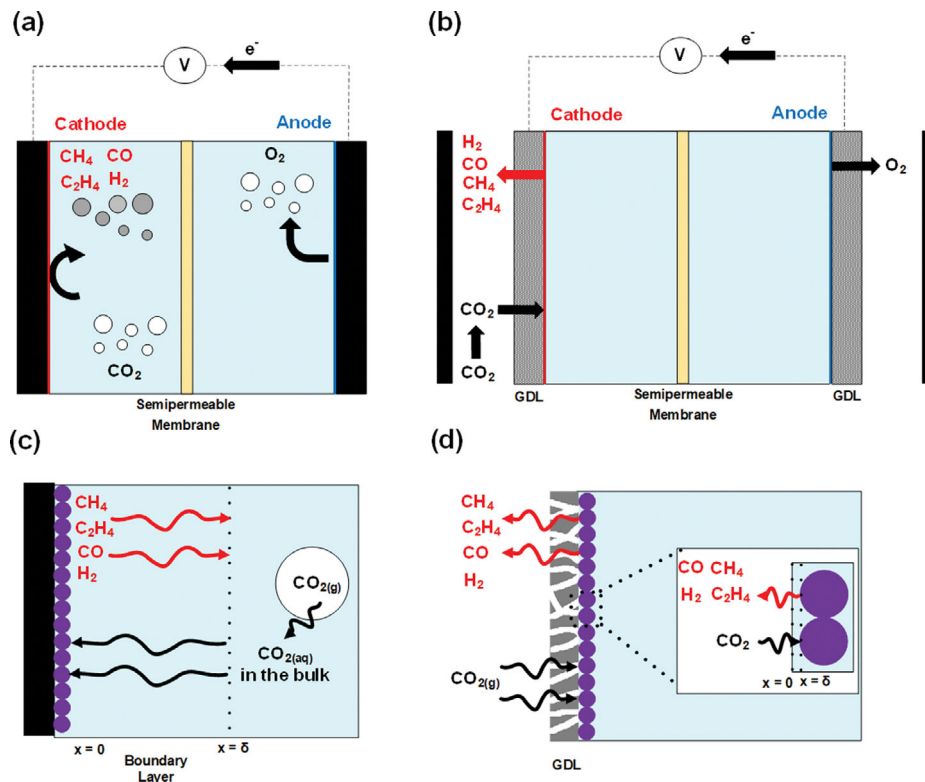 (a)
e⁻
V
Cathode
Anode
CH₄ CO
C₂H₄ H₂
O₂
CO₂
Semipermeable
Membrane
(b)
e⁻
V
Cathode
Anode
H₂
CO
CH₄
C₂H₄
O₂
CO₂
CO₂
GDL
Semipermeable
Membrane
GDL
(c)
CH₄
C₂H₄
CO
H₂
CO₂(g)
CO₂(aq)
in the bulk
x = 0
x = δ
Boundary
Layer
(d)
CH₄
C₂H₄
CO
H₂
CO₂(g)
GDL
CO CH₄
H₂ C₂H₄
CO₂
x = 0 x = δ